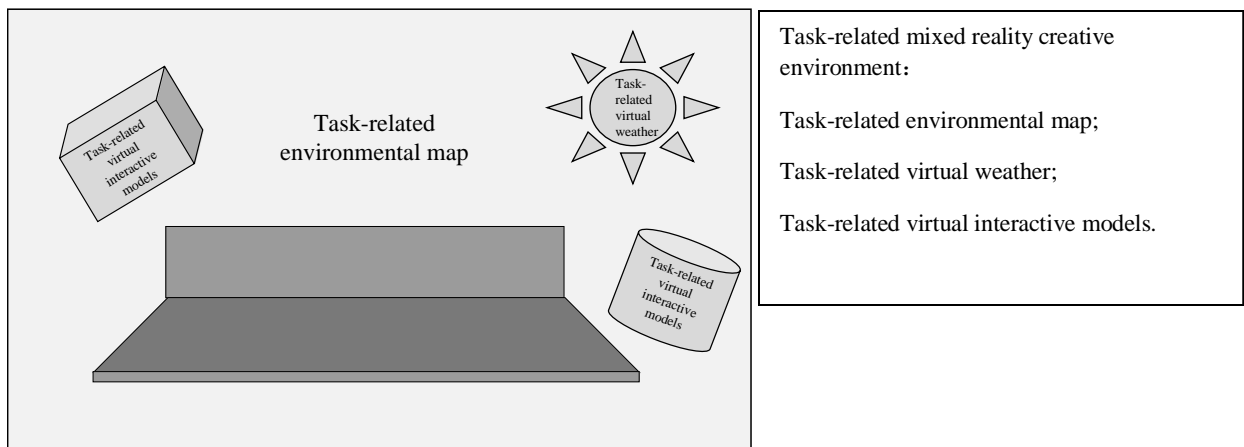 Task-related
virtual
interactive
models
Task-related
environmental map
Task-
related
virtual
weather
Task-related
virtual
interactive
models
Task-related mixed reality creative
environment：
Task-related environmental map;
Task-related virtual weather;
Task-related virtual interactive models.